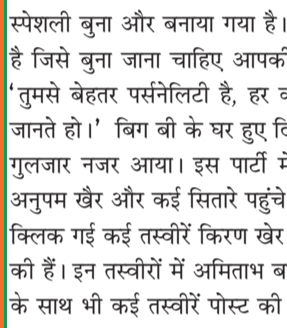 स्पेशली बुना और बनाया गया है।
है जिसे बुना जाना चाहिए आपकी
‘तुमसे बेहतर पर्सनेलिटी है, हर
जानते हो।’ बिग बी के घर हुए
गुलजार नजर आया। इस पार्टी में
अनुपम खैर और कई सितारे पहुंचे
क्लिक गई कई तस्वीरें किरण खेर
की हैं। इन तस्वीरों में अमिताभ
के साथ भी कई तस्वीरें पोस्ट की